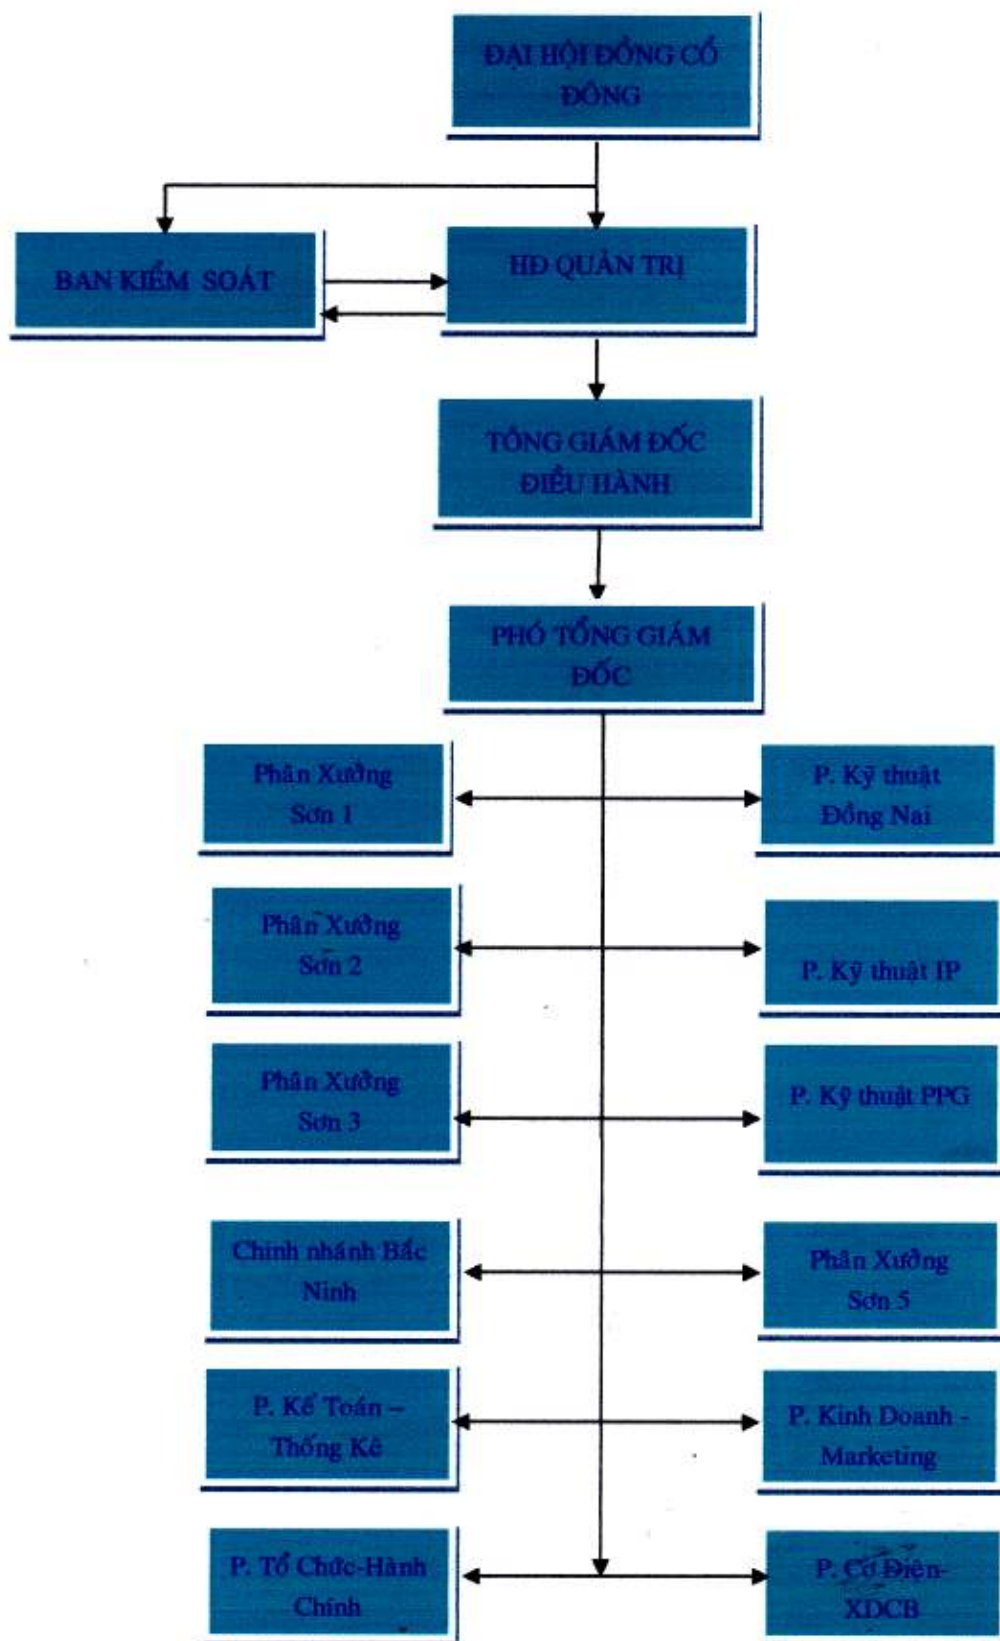 ĐẠI HỘI ĐỒNG CỔ
ĐÔNG
BAN KIỂM SOÁT
HĐ QUẢN TRỊ
TỔNG GIÁM ĐỐC
ĐIỀU HÀNH
PHÓ TỔNG GIÁM
ĐỐC
Phân Xưởng
Sơn 1
P. Kỹ thuật
Đồng Nai
Phân Xưởng
Sơn 2
P. Kỹ thuật IP
Phân Xưởng
Sơn 3
P. Kỹ thuật PPG
Chinh nhánh Bắc
Ninh
Phân Xưởng
Sơn 5
P. Kế Toán –
Thống Kê
P. Kinh Doanh -
Marketing
P. Tổ Chức-Hành
Chính
P. Cơ Điện-
XDCB